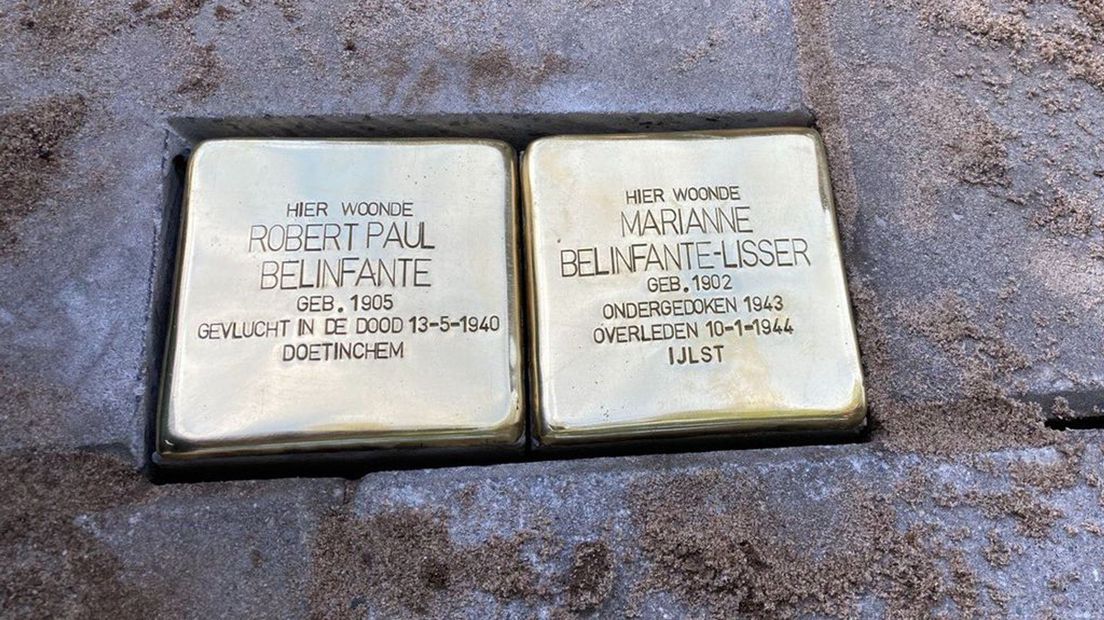 HIER WOONDE
ROBERT PAUL
BELINFANTE
GEB. 1905
GEVLUCHT IN DE DOOD 13-5-1940
DOETINCHEM
HIER WOONDE
MARIANNE
BELINFANTE-LISSER
GEB. 1902
ONDERGEDOKEN 1943
OVERLEDEN 10-1-1944
IJLST